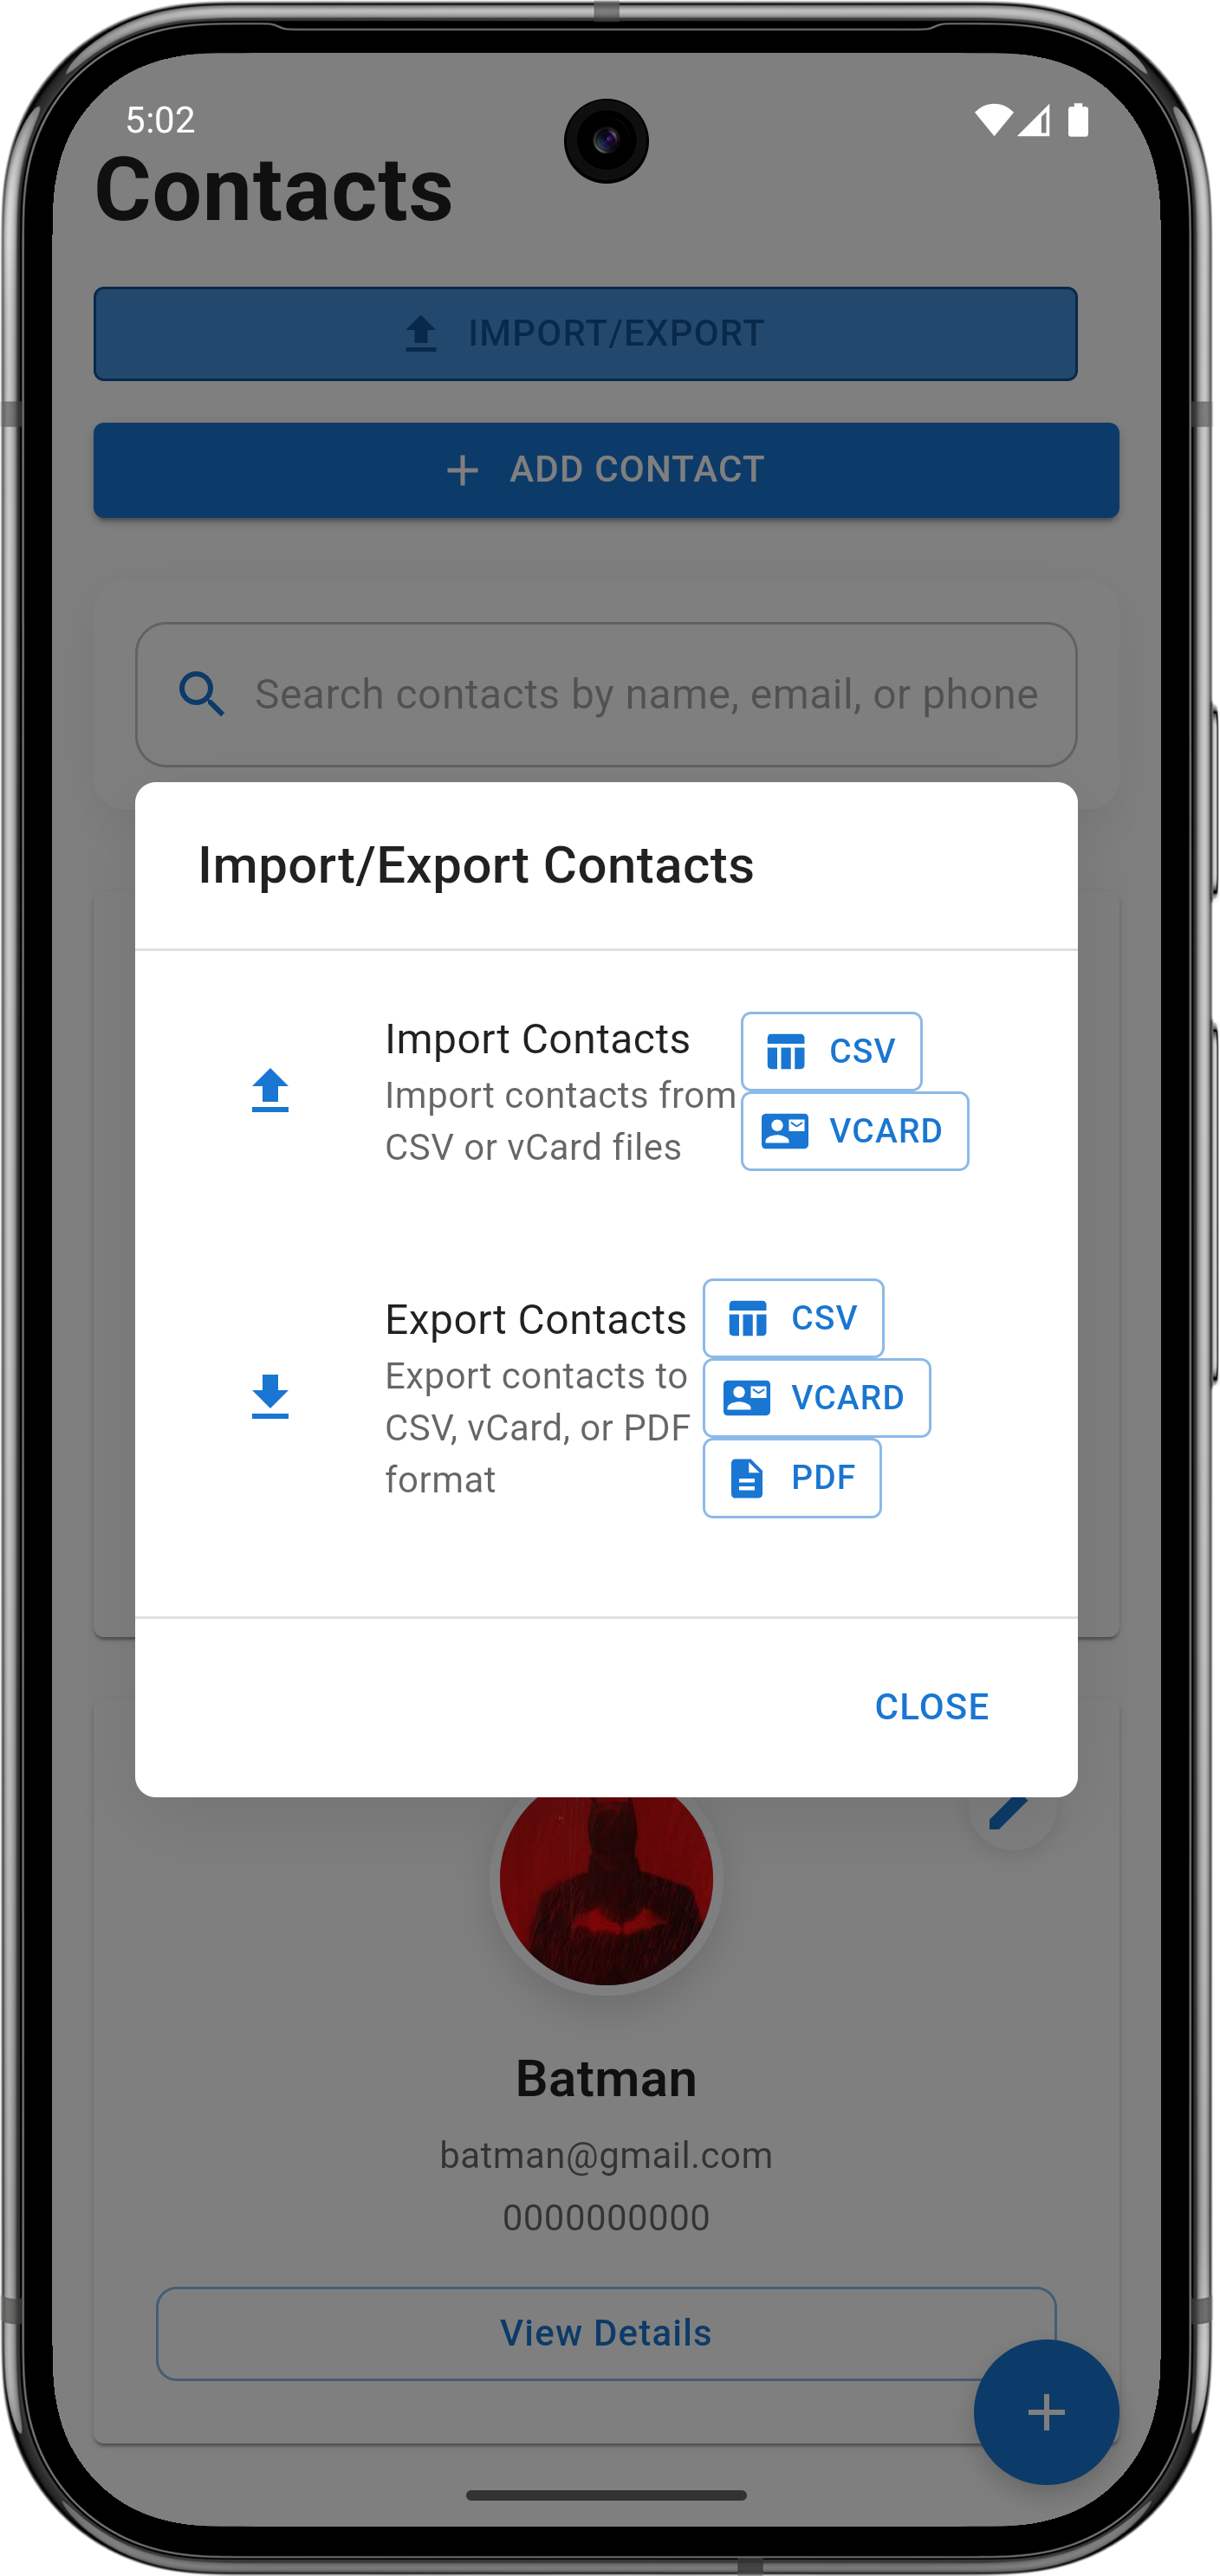 5:02
Contacts
IMPORT/EXPORT
ADD CONTACT
Search contacts by name, email, or phone
Import/Export Contacts
Import Contacts
Import contacts from
CSV or vCard files
CSV
VCARD
Export Contacts
Export contacts to
CSV, vCard, or PDF
format
CSV
VCARD
PDF
CLOSE
Batman
batman@gmail.com
0000000000
View Details